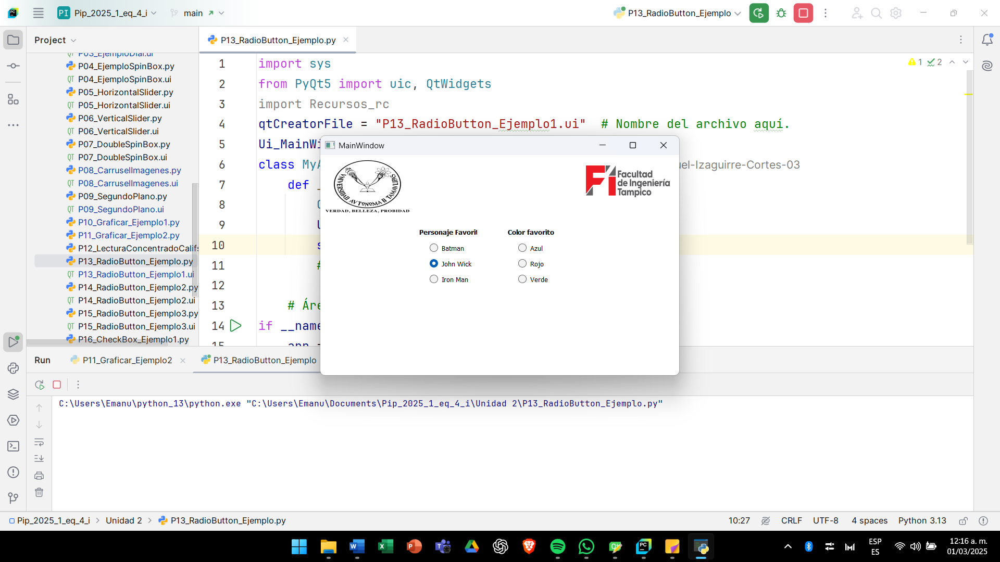 PI Pip_2025_1_eq_4_i main P13_RadioButton_Ejemplo
Project
P13_RadioButton_Ejemplo.py
P03_EjemploDial.ui
P04_EjemploSpinBox.py
P04_EjemploSpinBox.ui
P05_HorizontalSlider.py
P05_HorizontalSlider.ui
P06_VerticalSlider.py
P06_VerticalSlider.ui
P07_DoubleSpinBox.py
P07_DoubleSpinBox.ui
P08_CarruselImagenes.py
P08_CarruselImagenes.ui
P09_SegundoPlano.py
P09_SegundoPlano.ui
P10_Graficar_Ejemplo1.py
P11_Graficar_Ejemplo2.py
P12_LecturaConcentradoCalifs
P13_RadioButton_Ejemplo.py
P13_RadioButton_Ejemplo1.ui
P14_RadioButton_Ejemplo2.py
P14_RadioButton_Ejemplo2.ui
P15_RadioButton_Ejemplo3.py
P15_RadioButton_Ejemplo3.ui
P16_CheckBox_Ejemplo1.py
1 import sys
2 from PyQt5 import uic, QtWidgets
3 import Recursos_rc
4 qtCreatorFile = "P13_RadioButton_Ejemplo1.ui" # Nombre del archivo aquí.
5 Ui_MainWi
6 class MyA
uel-Izaguirre-Cortes-03
7 def _
8
9
10 s
11 #
12
13 # Áre
14 if __name
15 app =
1 2
MainWindow
UNIVERSIDAD AVTONOMA D TAMAVLIPAS
VERDAD, BELLEZA, PROBIDAD
Fi Facultad
de Ingeniería
Tampico
Personaje Favorit
Batman
John Wick
Iron Man
Color favorito
Azul
Rojo
Verde
Run P11_Graficar_Ejemplo2 P13_RadioButton_Ejemplo
C:\Users\Emanu\python_13\python.exe "C:\Users\Emanu\Documents\Pip_2025_1_eq_4_i\Unidad 2\P13_RadioButton_Ejemplo.py"
Pip_2025_1_eq_4_i > Unidad 2 > P13_RadioButton_Ejemplo.py
10:27 CRLF UTF-8 4 spaces Python 3.13
ESP
ES
12:16 a. m.
01/03/2025